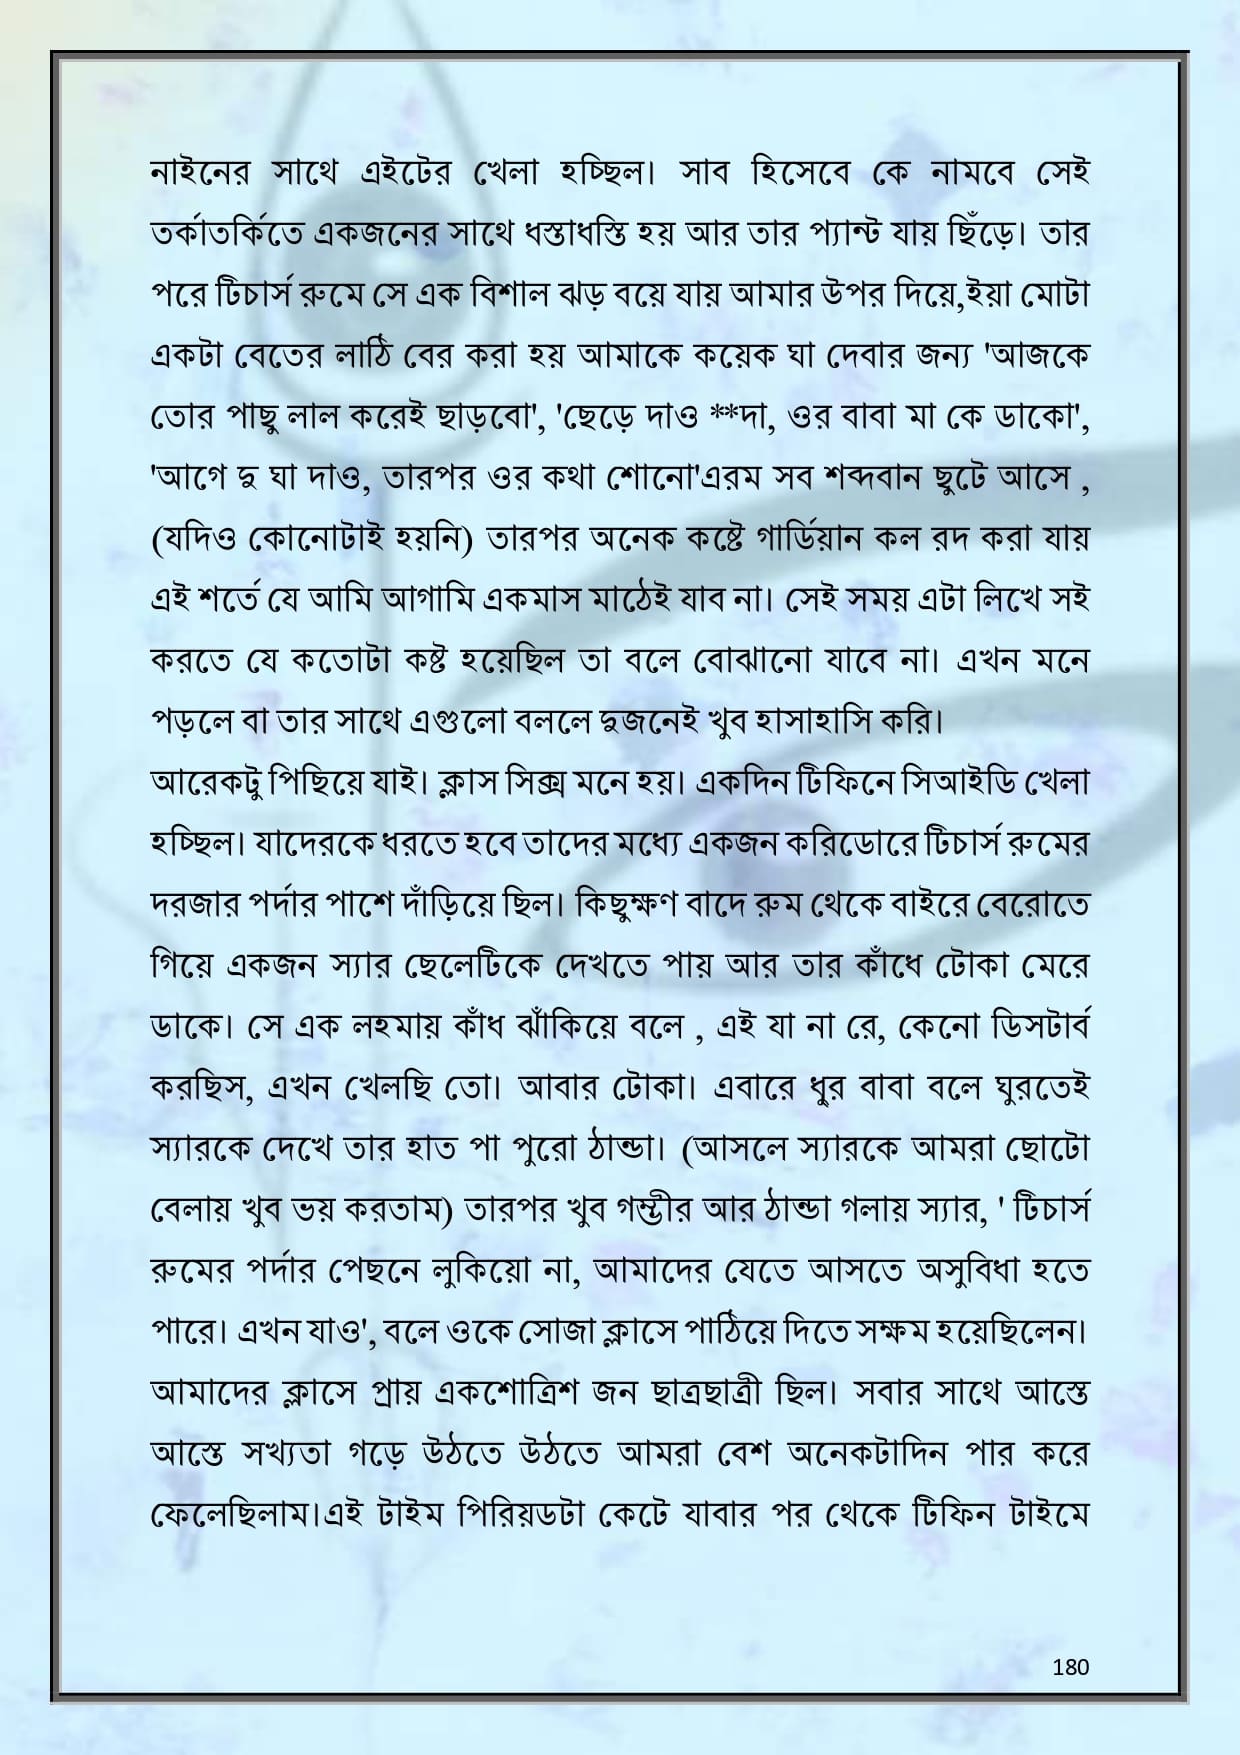 নাইনের সাথে এইটের খেলা হচ্ছিল। সাব হিসেবে কে নামবে সেই
তর্কাতর্কিতে একজনের সাথে ধস্তাধস্তি হয় আর তার প্যান্ট যায় ছিঁড়ে। তার
পরে টিচার্স রুমে সে এক বিশাল ঝড় বয়ে যায় আমার উপর দিয়ে,ইয়া মোটা
একটা বেতের লাঠি বের করা হয় আমাকে কয়েক ঘা দেবার জন্য 'আজকে
তোর পাছু লাল করেই ছাড়বো', 'ছেড়ে দাও **দা, ওর বাবা মা কে ডাকো',
'আগে দু ঘা দাও, তারপর ওর কথা শোনো'এরম সব শব্দবান ছুটে আসে ,
(যদিও কোনোটাই হয়নি) তারপর অনেক কষ্টে গার্ডিয়ান কল রদ করা যায়
এই শর্তে যে আমি আগামি একমাস মাঠেই যাব না। সেই সময় এটা লিখে সই
করতে যে কতোটা কষ্ট হয়েছিল তা বলে বোঝানো যাবে না। এখন মনে
পড়লে বা তার সাথে এগুলো বললে দুজনেই খুব হাসাহাসি করি।
আরেকটু পিছিয়ে যাই। ক্লাস সিক্স মনে হয়। একদিন টিফিনে সিআইডি খেলা
হচ্ছিল। যাদেরকে ধরতে হবে তাদের মধ্যে একজন করিডোরে টিচার্স রুমের
দরজার পর্দার পাশে দাঁড়িয়ে ছিল। কিছুক্ষণ বাদে রুম থেকে বাইরে বেরোতে
গিয়ে একজন স্যার ছেলেটিকে দেখতে পায় আর তার কাঁধে টোকা মেরে
ডাকে। সে এক লহমায় কাঁধ ঝাঁকিয়ে বলে , এই যা না রে, কেনো ডিসটার্ব
করছিস, এখন খেলছি তো। আবার টোকা। এবারে ধুর বাবা বলে ঘুরতেই
স্যারকে দেখে তার হাত পা পুরো ঠান্ডা। (আসলে স্যারকে আমরা ছোটো
বেলায় খুব ভয় করতাম) তারপর খুব গম্ভীর আর ঠান্ডা গলায় স্যার, ' টিচার্স
রুমের পর্দার পেছনে লুকিয়ো না, আমাদের যেতে আসতে অসুবিধা হতে
পারে। এখন যাও', বলে ওকে সোজা ক্লাসে পাঠিয়ে দিতে সক্ষম হয়েছিলেন।
আমাদের ক্লাসে প্রায় একশোত্রিশ জন ছাত্রছাত্রী ছিল। সবার সাথে আস্তে
আস্তে সখ্যতা গড়ে উঠতে উঠতে আমরা বেশ অনেকটাদিন পার করে
ফেলেছিলাম।এই টাইম পিরিয়ডটা কেটে যাবার পর থেকে টিফিন টাইমে
180